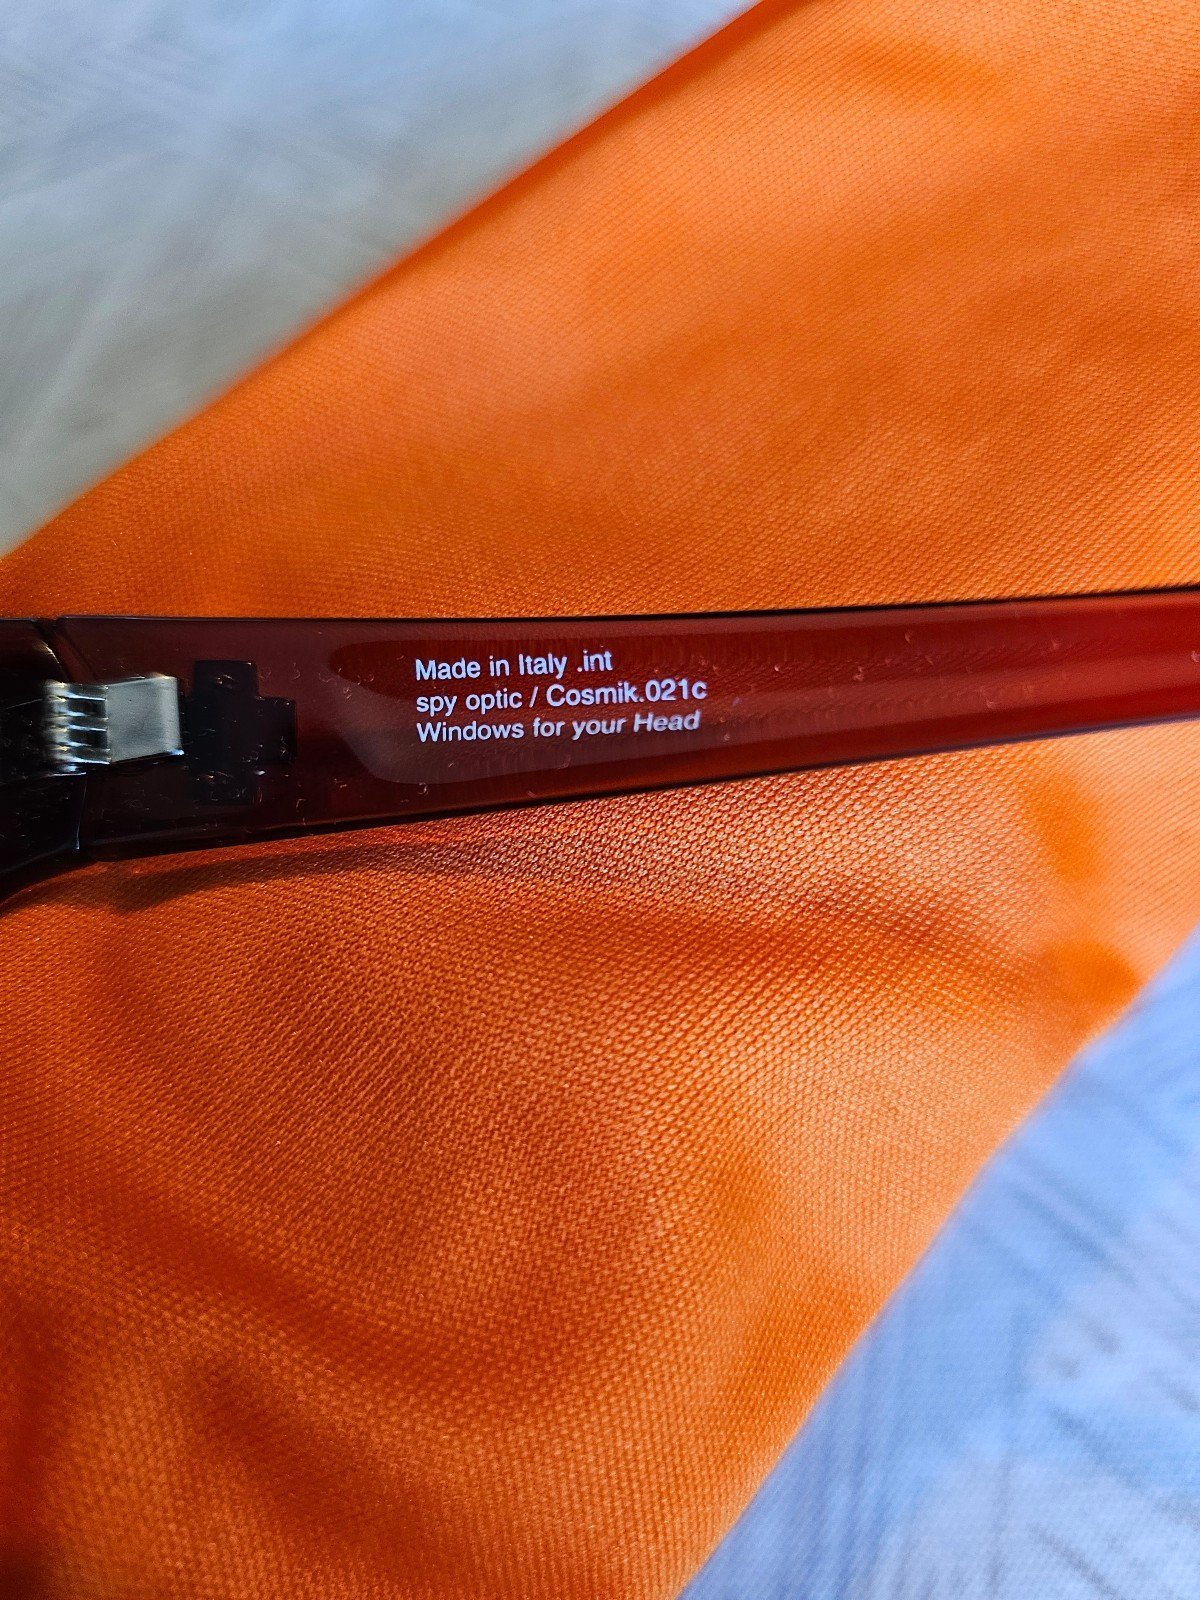 Made in Italy .int
spy optic / Cosmik.021c
Windows for your Head